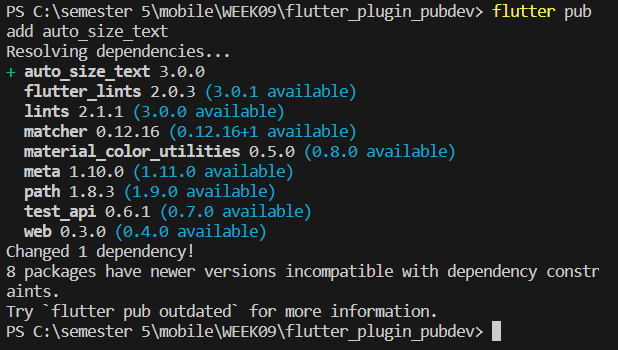 PS C:\semester 5\mobile\WEEK09\flutter_plugin_pubdev> flutter pub
add auto_size_text
Resolving dependencies...
+ auto_size_text 3.0.0
  flutter_lints 2.0.3 (3.0.1 available)
  lints 2.1.1 (3.0.0 available)
  matcher 0.12.16 (0.12.16+1 available)
  material_color_utilities 0.5.0 (0.8.0 available)
  meta 1.10.0 (1.11.0 available)
  path 1.8.3 (1.9.0 available)
  test_api 0.6.1 (0.7.0 available)
  web 0.3.0 (0.4.0 available)
Changed 1 dependency!
8 packages have newer versions incompatible with dependency constr
aints.
Try `flutter pub outdated` for more information.
PS C:\semester 5\mobile\WEEK09\flutter_plugin_pubdev>